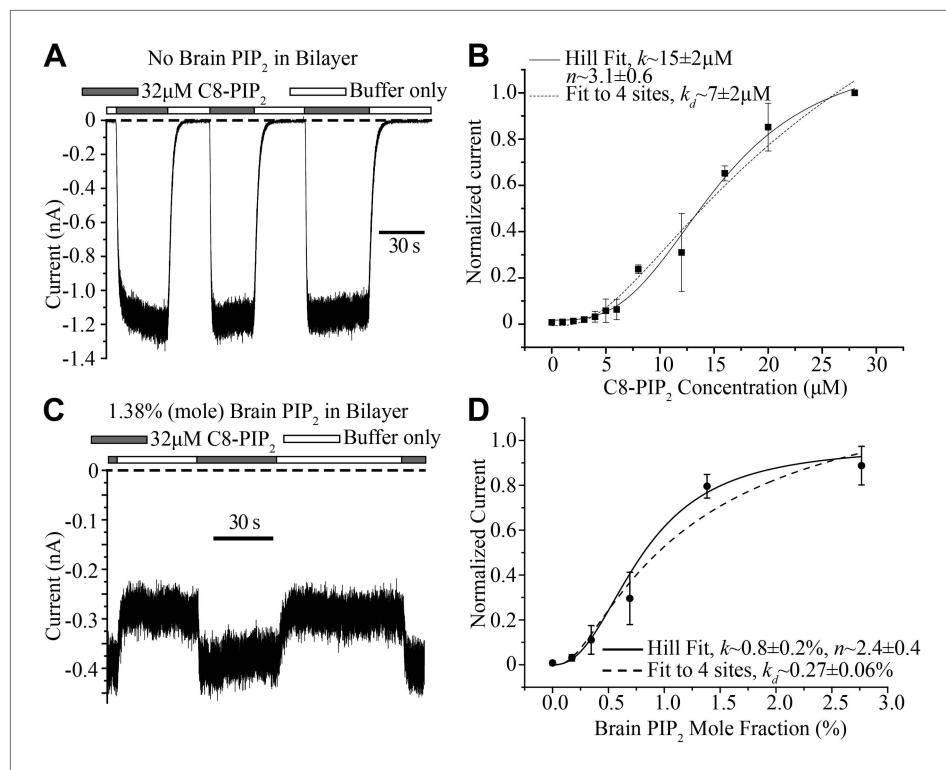 A
No Brain PIP₂ in Bilayer
32μM C8-PIP₂ Buffer only
0
-0.2
-0.4
-0.6
-0.8
-1.0
-1.2
-1.4
Current (nA)
30 s
B
Hill Fit, k~15±2μM
n~3.1±0.6
Fit to 4 sites, k_d~7±2μM
1.0
0.8
0.6
0.4
0.2
0
Normalized current
0 5 10 15 20 25 30
C8-PIP₂ Concentration (μM)
C
1.38% (mole) Brain PIP₂ in Bilayer
32μM C8-PIP₂ Buffer only
0
-0.1
-0.2
-0.3
-0.4
Current (nA)
30 s
D
1.0
0.8
0.6
0.4
0.2
0
Normalized Current
Hill Fit, k~0.8±0.2%, n~2.4±0.4
Fit to 4 sites, k_d~0.27±0.06%
0 0.5 1.0 1.5 2.0 2.5 3.0
Brain PIP₂ Mole Fraction (%)